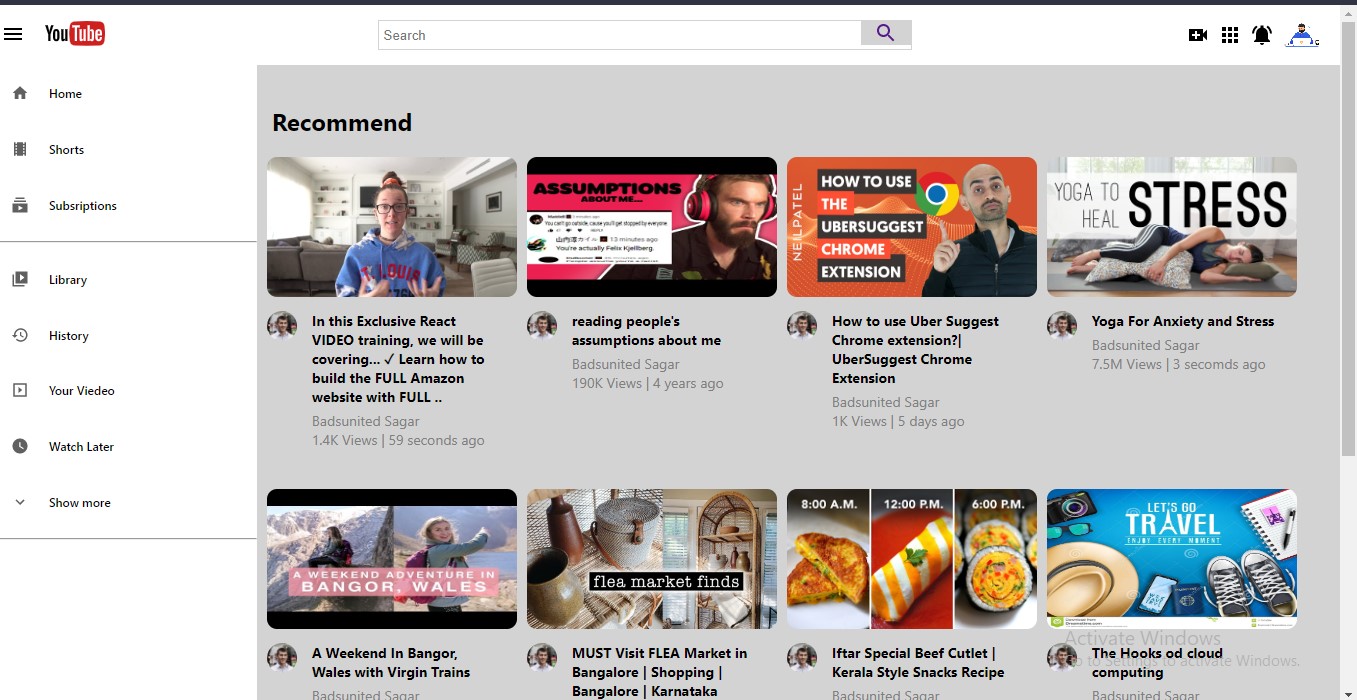 YouTube
Search
Home
Shorts
Subsriptions
Library
History
Your Viedeo
Watch Later
Show more
Recommend
ASSUMPTIONS
ABOUT ME...
You can't go outside, cause you'll get stopped by everyone
山内淳カイル
13 minutes ago
You're actually Felix Kjellberg.
NEILPATEL
HOW TO USE
THE
UBERSUGGEST
CHROME
EXTENSION
YOGA TO
HEAL
STRESS
ST LOUIS
1764
In this Exclusive React
VIDEO training, we will be
covering... ✓ Learn how to
build the FULL Amazon
website with FULL ..
Badsunited Sagar
1.4K Views | 59 seconds ago
reading people's
assumptions about me
Badsunited Sagar
190K Views | 4 years ago
How to use Uber Suggest
Chrome extension?|
UberSuggest Chrome
Extension
Badsunited Sagar
1K Views | 5 days ago
Yoga For Anxiety and Stress
Badsunited Sagar
7.5M Views | 3 secomds ago
A WEEKEND ADVENTURE IN
BANGOR, WALES
flea market finds
8:00 A.M.
12:00 P.M.
6:00 P.M.
LET'S GO
TRAVEL
ENJOY EVERY MOMENT
A Weekend In Bangor,
Wales with Virgin Trains
Badsunited Sagar
MUST Visit FLEA Market in
Bangalore | Shopping |
Bangalore | Karnataka
Iftar Special Beef Cutlet |
Kerala Style Snacks Recipe
Badsunited Sagar
The Hooks od cloud
computing
Badsunited Sagar
Activate Windows
Go to Settings to activate Windows.